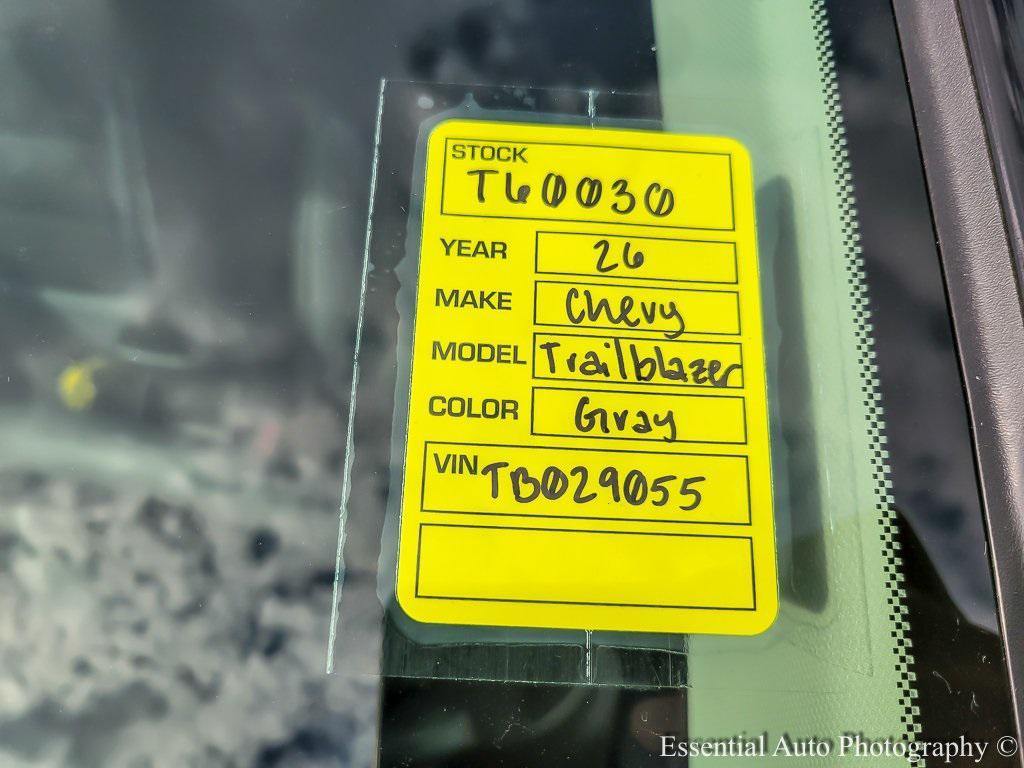 STOCK
T60030
YEAR 26
MAKE Chevy
MODEL Trailblazer
COLOR Gray
VIN TB029055
Essential Auto Photography ©